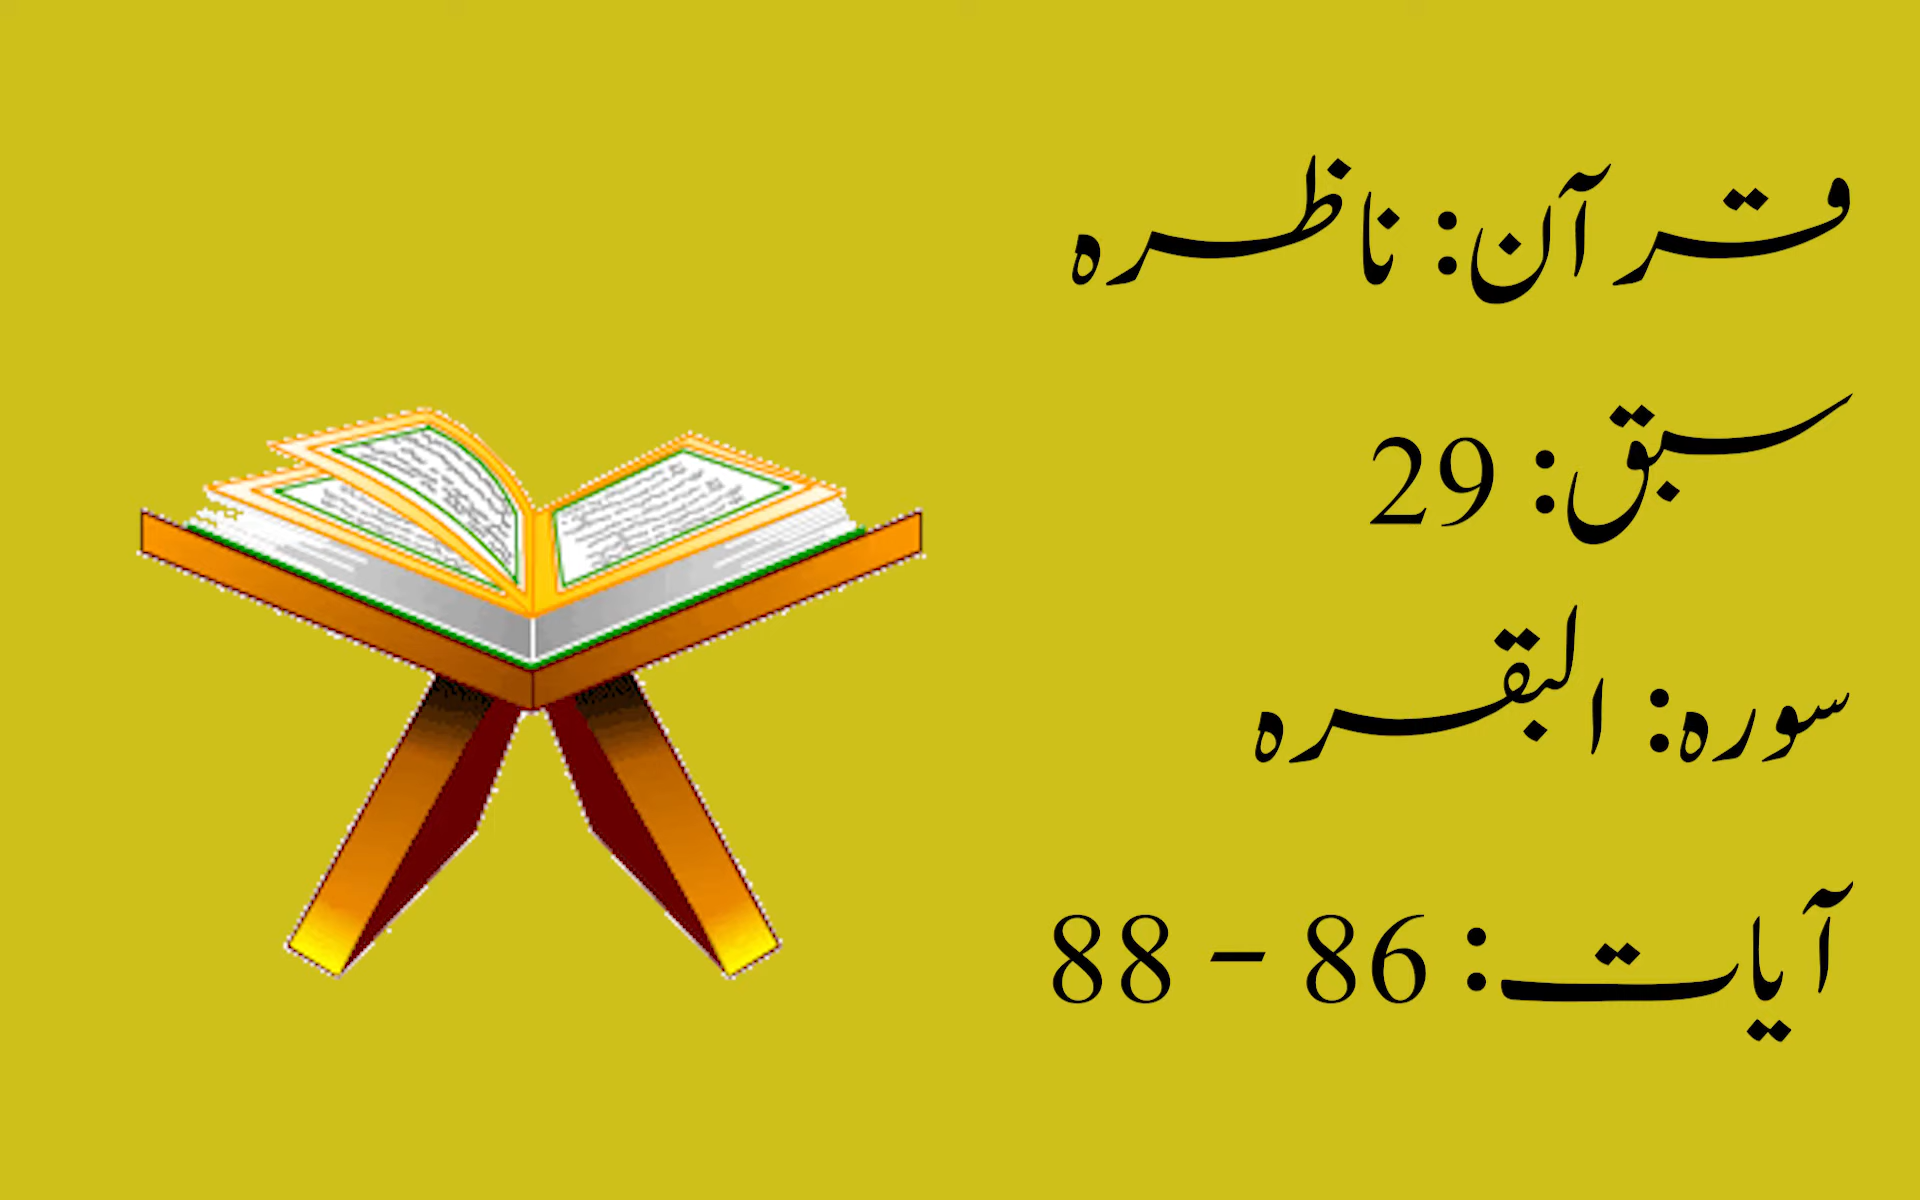 قرآن: ناظرہ
سبق: 29
سورہ: البقرہ
آیات: 86 - 88